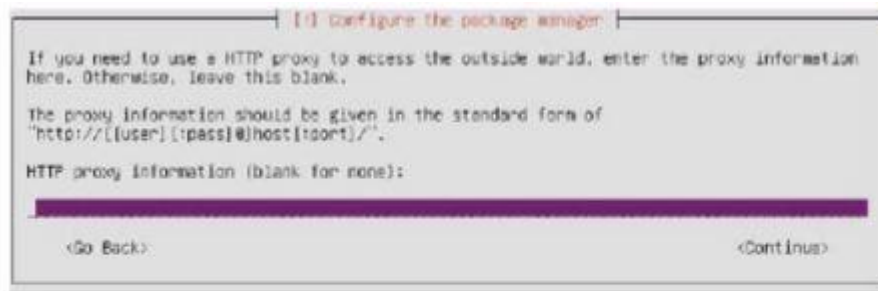 [!] Configure the package manager
If you need to use a HTTP proxy to access the outside world, enter the proxy information
here. Otherwise, leave this blank.
The proxy information should be given in the standard form of
"http://[[user][:pass]@]host[:port]/".
HTTP proxy information (blank for none):
<Go Back>
<Continue>